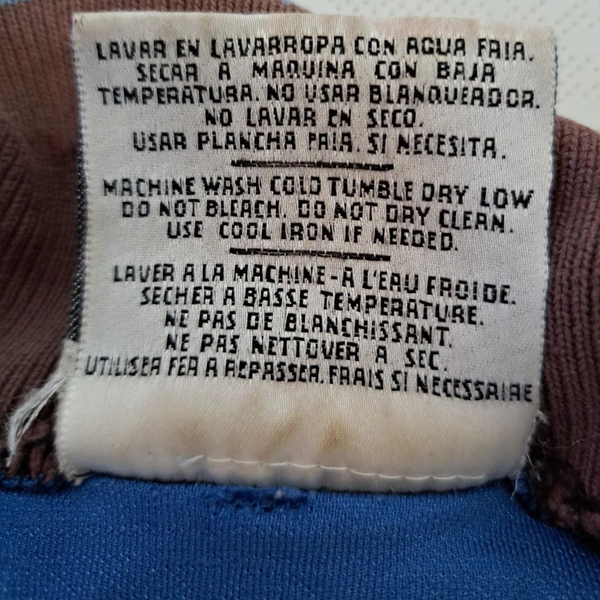 LAVAR EN LAVARROPA CON AGUA FRIA.
SECAR A MAQUINA CON BAJA
TEMPERATURA. NO USAR BLANQUEADOR.
NO LAVAR EN SECO.
USAR PLANCHA FRIA. SI NECESITA.
MACHINE WASH COLD TUMBLE DRY LOW
DO NOT BLEACH. DO NOT DRY CLEAN.
USE COOL IRON IF NEEDED.
LAVER A LA MACHINE-A L'EAU FROIDE.
SECHER A BASSE TEMPERATURE.
NE PAS DE BLANCHISSANT.
NE PAS NETTOVER A SEC.
UTILISER FER A REPASSER. FRAIS SI NECESSAIRE